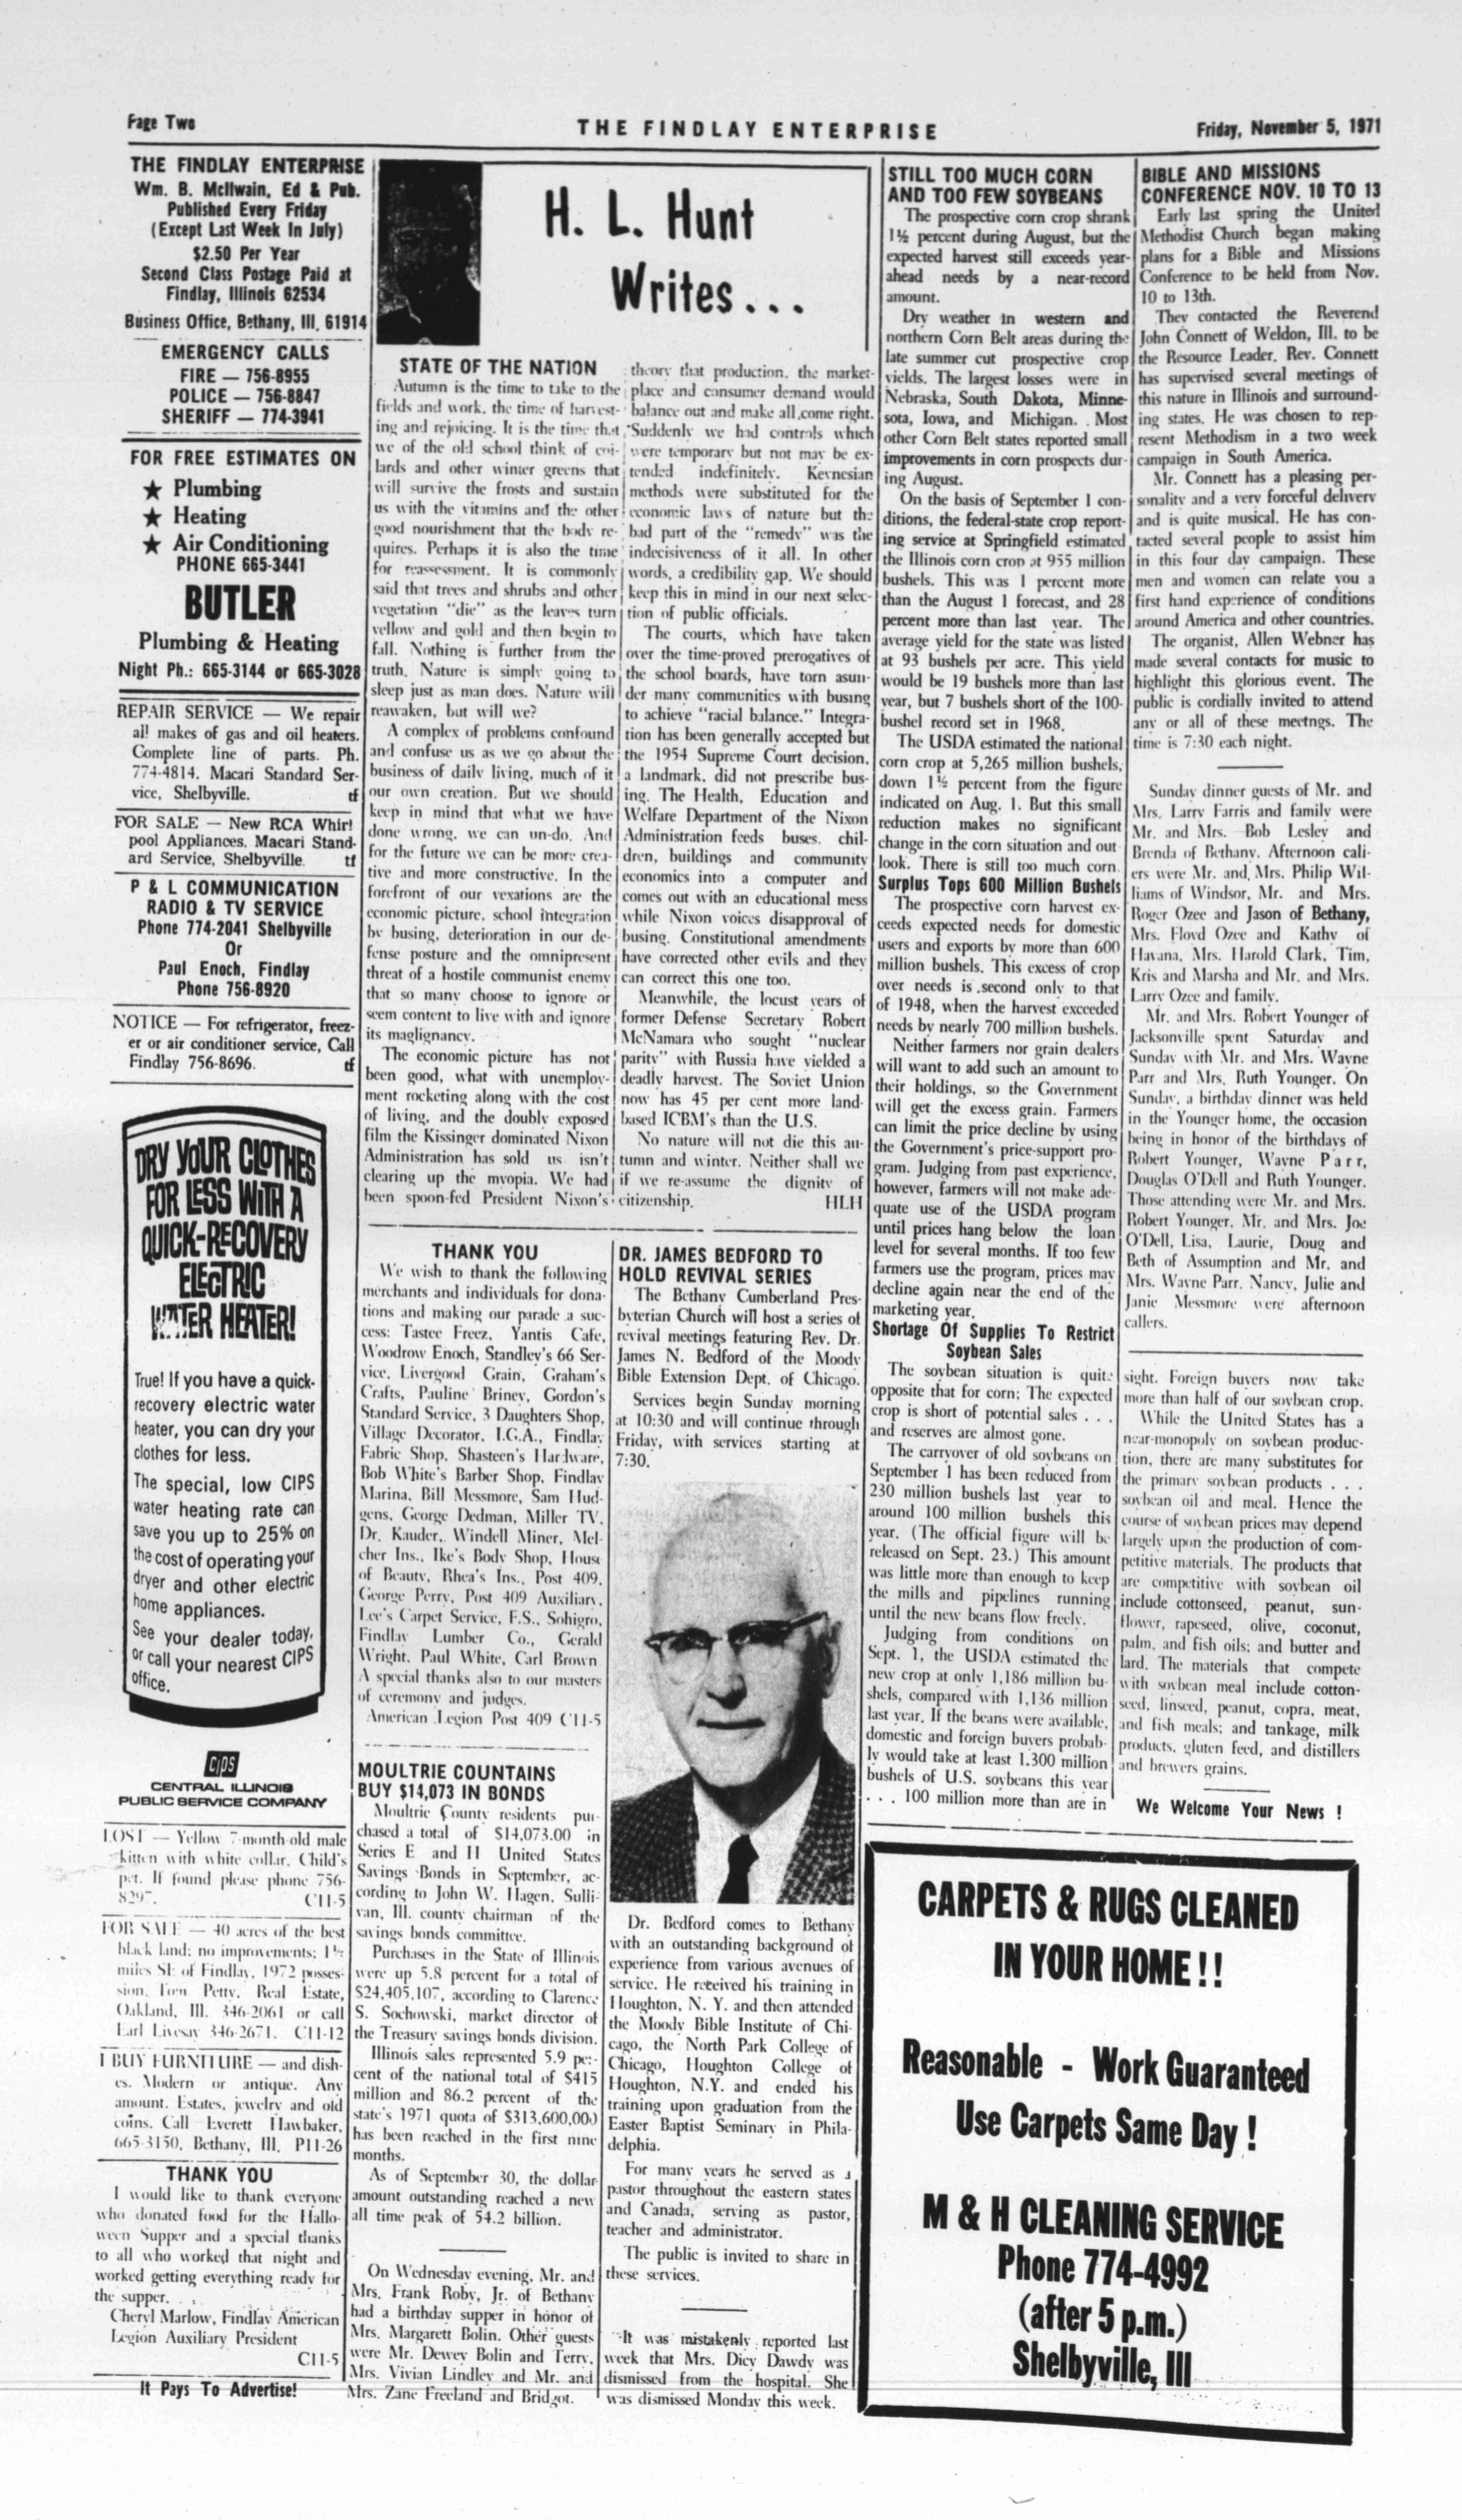 Page Two
THE FINDLAY ENTERPRISE
Friday, November 5, 1971
THE FINDLAY ENTERPRISE
Wm. B. McIlwain, Ed & Pub.
Published Every Friday
(Except Last Week In July)
$2.50 Per Year
Second Class Postage Paid at
Findlay, Illinois 62534
Business Office, Bethany, Ill. 61914
EMERGENCY CALLS
FIRE — 756-8955
POLICE — 756-8847
SHERIFF — 774-3941
FOR FREE ESTIMATES ON
★ Plumbing
★ Heating
★ Air Conditioning
PHONE 665-3441
BUTLER
Plumbing & Heating
Night Ph.: 665-3144 or 665-3028
REPAIR SERVICE — We repair
all makes of gas and oil heaters.
Complete line of parts. Ph.
774-4814. Macari Standard Ser-
vice, Shelbyville. tf
FOR SALE — New RCA Whirl
pool Appliances. Macari Stand-
ard Service, Shelbyville. tf
P & L COMMUNICATION
RADIO & TV SERVICE
Phone 774-2041 Shelbyville
Or
Paul Enoch, Findlay
Phone 756-8920
NOTICE — For refrigerator, freez-
er or air conditioner service, Call
Findlay 756-8696. tf
DRY YOUR CLOTHES
FOR LESS WITH A
QUICK-RECOVERY
ELECTRIC
WATER HEATER!
True! If you have a quick-
recovery electric water
heater, you can dry your
clothes for less.
The special, low CIPS
water heating rate can
save you up to 25% on
the cost of operating your
dryer and other electric
home appliances.
See your dealer today,
or call your nearest CIPS
office.
CIPS
CENTRAL ILLINOIS
PUBLIC SERVICE COMPANY
LOST — Yellow 7-month-old male
kitten with white collar. Child's
pet. If found please phone 756-
8297. C11-5
FOR SALE — 40 acres of the best
black land; no improvements; 1½
miles SE of Findlay, 1972 posses-
sion. Tom Petty, Real Estate,
Oakland, Ill. 346-2061 or call
Earl Livesay 346-2671. C11-12
I BUY FURNITURE — and dish-
es. Modern or antique. Any
amount. Estates, jewelry and old
coins. Call Everett Hawbaker,
665-3150, Bethany, Ill. P11-26
THANK YOU
I would like to thank everyone
who donated food for the Hallo-
ween Supper and a special thanks
to all who worked that night and
worked getting everything ready for
the supper.
Cheryl Marlow, Findlay American
Legion Auxiliary President
C11-5
It Pays To Advertise!
H. L. Hunt
Writes...
STATE OF THE NATION
Autumn is the time to take to the
fields and work, the time of harvest-
ing and rejoicing. It is the time that
we of the old school think of col-
lards and other winter greens that
will survive the frosts and sustain
us with the vitamins and the other
good nourishment that the body re-
quires. Perhaps it is also the time
for reassessment. It is commonly
said that trees and shrubs and other
vegetation "die" as the leaves turn
yellow and gold and then begin to
fall. Nothing is further from the
truth. Nature is simply going to
sleep just as man does. Nature will
reawaken, but will we?
A complex of problems confound
and confuse us as we go about the
business of daily living, much of it
our own creation. But we should
keep in mind that what we have
done wrong, we can un-do. And
for the future we can be more crea-
tive and more constructive. In the
forefront of our vexations are the
economic picture, school integration
by busing, deterioration in our de-
fense posture and the omnipresent
threat of a hostile communist enemy
that so many choose to ignore or
seem content to live with and ignore
its maglignancy.
The economic picture has not
been good, what with unemploy-
ment rocketing along with the cost
of living, and the doubly exposed
film the Kissinger dominated Nixon
Administration has sold us isn't
clearing up the myopia. We had
been spoon-fed President Nixon's
theory that production, the market-
place and consumer demand would
balance out and make all come right.
Suddenly we had controls which
were temporary but not may be ex-
tended indefinitely. Keynesian
methods were substituted for the
economic laws of nature but the
bad part of the "remedy" was the
indecisiveness of it all. In other
words, a credibility gap. We should
keep this in mind in our next selec-
tion of public officials.
The courts, which have taken
over the time-proved prerogatives of
the school boards, have torn asun-
der many communities with busing
to achieve "racial balance." Integra-
tion has been generally accepted but
the 1954 Supreme Court decision,
a landmark, did not prescribe bus-
ing. The Health, Education and
Welfare Department of the Nixon
Administration feeds buses, chil-
dren, buildings and community
economics into a computer and
comes out with an educational mess
while Nixon voices disapproval of
busing. Constitutional amendments
have corrected other evils and they
can correct this one too.
Meanwhile, the locust years of
former Defense Secretary Robert
McNamara who sought "nuclear
parity" with Russia have yielded a
deadly harvest. The Soviet Union
now has 45 per cent more land-
based ICBM's than the U.S.
No nature will not die this au-
tumn and winter. Neither shall we
if we re-assume the dignity of
citizenship. HLH
THANK YOU
We wish to thank the following
merchants and individuals for dona-
tions and making our parade a suc-
cess: Tastee Freez, Yantis Cafe,
Woodrow Enoch, Standley's 66 Ser-
vice, Livergood Grain, Graham's
Crafts, Pauline Briney, Gordon's
Standard Service, 3 Daughters Shop,
Village Decorator, I.G.A., Findlay
Fabric Shop, Shasteen's Hardware,
Bob White's Barber Shop, Findlay
Marina, Bill Messmore, Sam Hud-
gens, George Dedman, Miller TV,
Dr. Kauder, Windell Miner, Mel-
cher Ins., Ike's Body Shop, House
of Beauty, Rhea's Ins., Post 409,
George Perry, Post 409 Auxiliary,
Lee's Carpet Service, F.S., Sohigro,
Findlay Lumber Co., Gerald
Wright, Paul White, Carl Brown
A special thanks also to our masters
of ceremony and judges.
American Legion Post 409 C11-5
MOULTRIE COUNTAINS
BUY $14,073 IN BONDS
Moultrie County residents pur-
chased a total of $14,073.00 in
Series E and H United States
Savings Bonds in September, ac-
cording to John W. Hagen, Sulli-
van, Ill. county chairman of the
savings bonds committee.
Purchases in the State of Illinois
were up 5.8 percent for a total of
$24,405,107, according to Clarence
S. Sochowski, market director of
the Treasury savings bonds division.
Illinois sales represented 5.9 per-
cent of the national total of $415
million and 86.2 percent of the
state's 1971 quota of $313,600,000
has been reached in the first nine
months.
As of September 30, the dollar
amount outstanding reached a new
all time peak of 54.2 billion.
On Wednesday evening, Mr. and
Mrs. Frank Roby, Jr. of Bethany
had a birthday supper in honor of
Mrs. Margarett Bolin. Other guests
were Mr. Dewey Bolin and Terry,
Mrs. Vivian Lindley and Mr. and
Mrs. Zane Freeland and Bridgot.
DR. JAMES BEDFORD TO
HOLD REVIVAL SERIES
The Bethany Cumberland Pres-
byterian Church will host a series of
revival meetings featuring Rev. Dr.
James N. Bedford of the Moody
Bible Extension Dept. of Chicago.
Services begin Sunday morning
at 10:30 and will continue through
Friday, with services starting at
7:30.
Dr. Bedford comes to Bethany
with an outstanding background of
experience from various avenues of
service. He received his training in
Houghton, N. Y. and then attended
the Moody Bible Institute of Chi-
cago, the North Park College of
Chicago, Houghton College of
Houghton, N.Y. and ended his
training upon graduation from the
Easter Baptist Seminary in Phila-
delphia.
For many years he served as a
pastor throughout the eastern states
and Canada, serving as pastor,
teacher and administrator.
The public is invited to share in
these services.
It was mistakenly reported last
week that Mrs. Dicy Dawdy was
dismissed from the hospital. She
was dismissed Monday this week.
STILL TOO MUCH CORN
AND TOO FEW SOYBEANS
The prospective corn crop shrank
1½ percent during August, but the
expected harvest still exceeds year-
ahead needs by a near-record
amount.
Dry weather in western and
northern Corn Belt areas during the
late summer cut prospective crop
yields. The largest losses were in
Nebraska, South Dakota, Minne-
sota, Iowa, and Michigan. Most
other Corn Belt states reported small
improvements in corn prospects dur-
ing August.
On the basis of September 1 con-
ditions, the federal-state crop report-
ing service at Springfield estimated
the Illinois corn crop at 955 million
bushels. This was 1 percent more
than the August 1 forecast, and 28
percent more than last year. The
average yield for the state was listed
at 93 bushels per acre. This yield
would be 19 bushels more than last
year, but 7 bushels short of the 100-
bushel record set in 1968.
The USDA estimated the national
corn crop at 5,265 million bushels,
down 1½ percent from the figure
indicated on Aug. 1. But this small
reduction makes no significant
change in the corn situation and out
look. There is still too much corn.
Surplus Tops 600 Million Bushels
The prospective corn harvest ex-
ceeds expected needs for domestic
users and exports by more than 600
million bushels. This excess of crop
over needs is second only to that
of 1948, when the harvest exceeded
needs by nearly 700 million bushels.
Neither farmers nor grain dealers
will want to add such an amount to
their holdings, so the Government
will get the excess grain. Farmers
can limit the price decline by using
the Government's price-support pro-
gram. Judging from past experience,
however, farmers will not make ade-
quate use of the USDA program
until prices hang below the loan
level for several months. If too few
farmers use the program, prices may
decline again near the end of the
marketing year.
Shortage Of Supplies To Restrict
Soybean Sales
The soybean situation is quite
opposite that for corn; The expected
crop is short of potential sales . . .
and reserves are almost gone.
The carryover of old soybeans on
September 1 has been reduced from
230 million bushels last year to
around 100 million bushels this
year. (The official figure will be
released on Sept. 23.) This amount
was little more than enough to keep
the mills and pipelines running
until the new beans flow freely.
Judging from conditions on
Sept. 1, the USDA estimated the
new crop at only 1,186 million bu-
shels, compared with 1,136 million
last year. If the beans were available,
domestic and foreign buyers probab-
ly would take at least 1.300 million
bushels of U.S. soybeans this year
. . . 100 million more than are in
BIBLE AND MISSIONS
CONFERENCE NOV. 10 TO 13
Early last spring the United
Methodist Church began making
plans for a Bible and Missions
Conference to be held from Nov.
10 to 13th.
They contacted the Reverend
John Connett of Weldon, Ill. to be
the Resource Leader. Rev. Connett
has supervised several meetings of
this nature in Illinois and surround-
ing states. He was chosen to rep-
resent Methodism in a two week
campaign in South America.
Mr. Connett has a pleasing per-
sonality and a very forceful delivery
and is quite musical. He has con-
tacted several people to assist him
in this four day campaign. These
men and women can relate you a
first hand experience of conditions
around America and other countries.
The organist, Allen Webner has
made several contacts for music to
highlight this glorious event. The
public is cordially invited to attend
any or all of these meetngs. The
time is 7:30 each night.
Sunday dinner guests of Mr. and
Mrs. Larry Farris and family were
Mr. and Mrs. Bob Lesley and
Brenda of Bethany. Afternoon call-
ers were Mr. and Mrs. Philip Wil-
liams of Windsor, Mr. and Mrs.
Roger Ozee and Jason of Bethany,
Mrs. Floyd Ozee and Kathy of
Havana, Mrs. Harold Clark, Tim,
Kris and Marsha and Mr. and Mrs.
Larry Ozee and family.
Mr. and Mrs. Robert Younger of
Jacksonville spent Saturday and
Sunday with Mr. and Mrs. Wayne
Parr and Mrs. Ruth Younger. On
Sunday, a birthday dinner was held
in the Younger home, the occasion
being in honor of the birthdays of
Robert Younger, Wayne Parr,
Douglas O'Dell and Ruth Younger.
Those attending were Mr. and Mrs.
Robert Younger, Mr. and Mrs. Joe
O'Dell, Lisa, Laurie, Doug and
Beth of Assumption and Mr. and
Mrs. Wayne Parr. Nancy, Julie and
Janie Messmore were afternoon
callers.
sight. Foreign buyers now take
more than half of our soybean crop.
While the United States has a
near-monopoly on soybean produc-
tion, there are many substitutes for
the primary soybean products . . .
soybean oil and meal. Hence the
course of soybean prices may depend
largely upon the production of com-
petitive materials. The products that
are competitive with soybean oil
include cottonseed, peanut, sun-
flower, rapeseed, olive, coconut,
palm, and fish oils; and butter and
lard. The materials that compete
with soybean meal include cotton-
seed, linseed, peanut, copra, meat,
and fish meals; and tankage, milk
products, gluten feed, and distillers
and brewers grains.
We Welcome Your News !
CARPETS & RUGS CLEANED
IN YOUR HOME!!
Reasonable - Work Guaranteed
Use Carpets Same Day !
M & H CLEANING SERVICE
Phone 774-4992
(after 5 p.m.)
Shelbyville, Ill